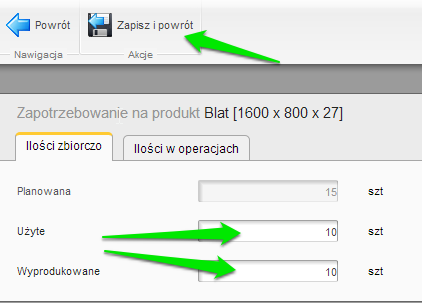 Powrót
Zapisz i powrót
Nawigacja
Akcje
Zapotrzebowanie na produkt Blat [1600 x 800 x 27]
Ilości zbiorczo
Ilości w operacjach
Planowana 15 szt
Użyte 10 szt
Wyprodukowane 10 szt